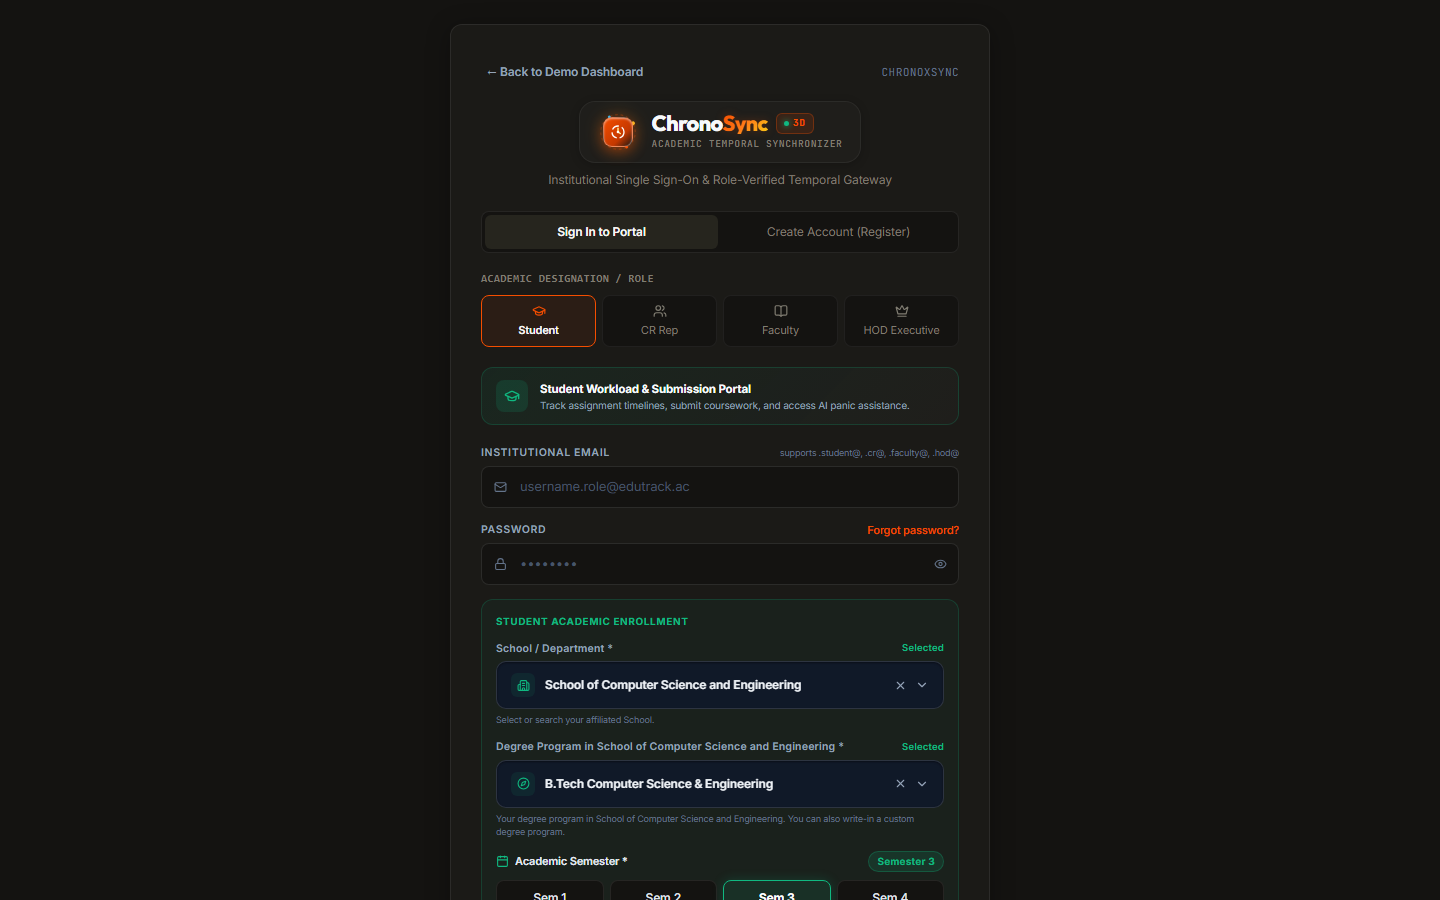 ← Back to Demo Dashboard
CHRONOXSYNC
ChronoSync
3D
ACADEMIC TEMPORAL SYNCHRONIZER
Institutional Single Sign-On & Role-Verified Temporal Gateway
Sign In to Portal
Create Account (Register)
ACADEMIC DESIGNATION / ROLE
Student
CR Rep
Faculty
HOD Executive
Student Workload & Submission Portal
Track assignment timelines, submit coursework, and access AI panic assistance.
INSTITUTIONAL EMAIL
supports .student@, .cr@, .faculty@, .hod@
username.role@edutrack.ac
PASSWORD
Forgot password?
••••••••
STUDENT ACADEMIC ENROLLMENT
School / Department *
Selected
School of Computer Science and Engineering
Select or search your affiliated School.
Degree Program in School of Computer Science and Engineering *
Selected
B.Tech Computer Science & Engineering
Your degree program in School of Computer Science and Engineering. You can also write-in a custom
degree program.
Academic Semester *
Semester 3
Sem 1
Sem 2
Sem 3
Sem 4